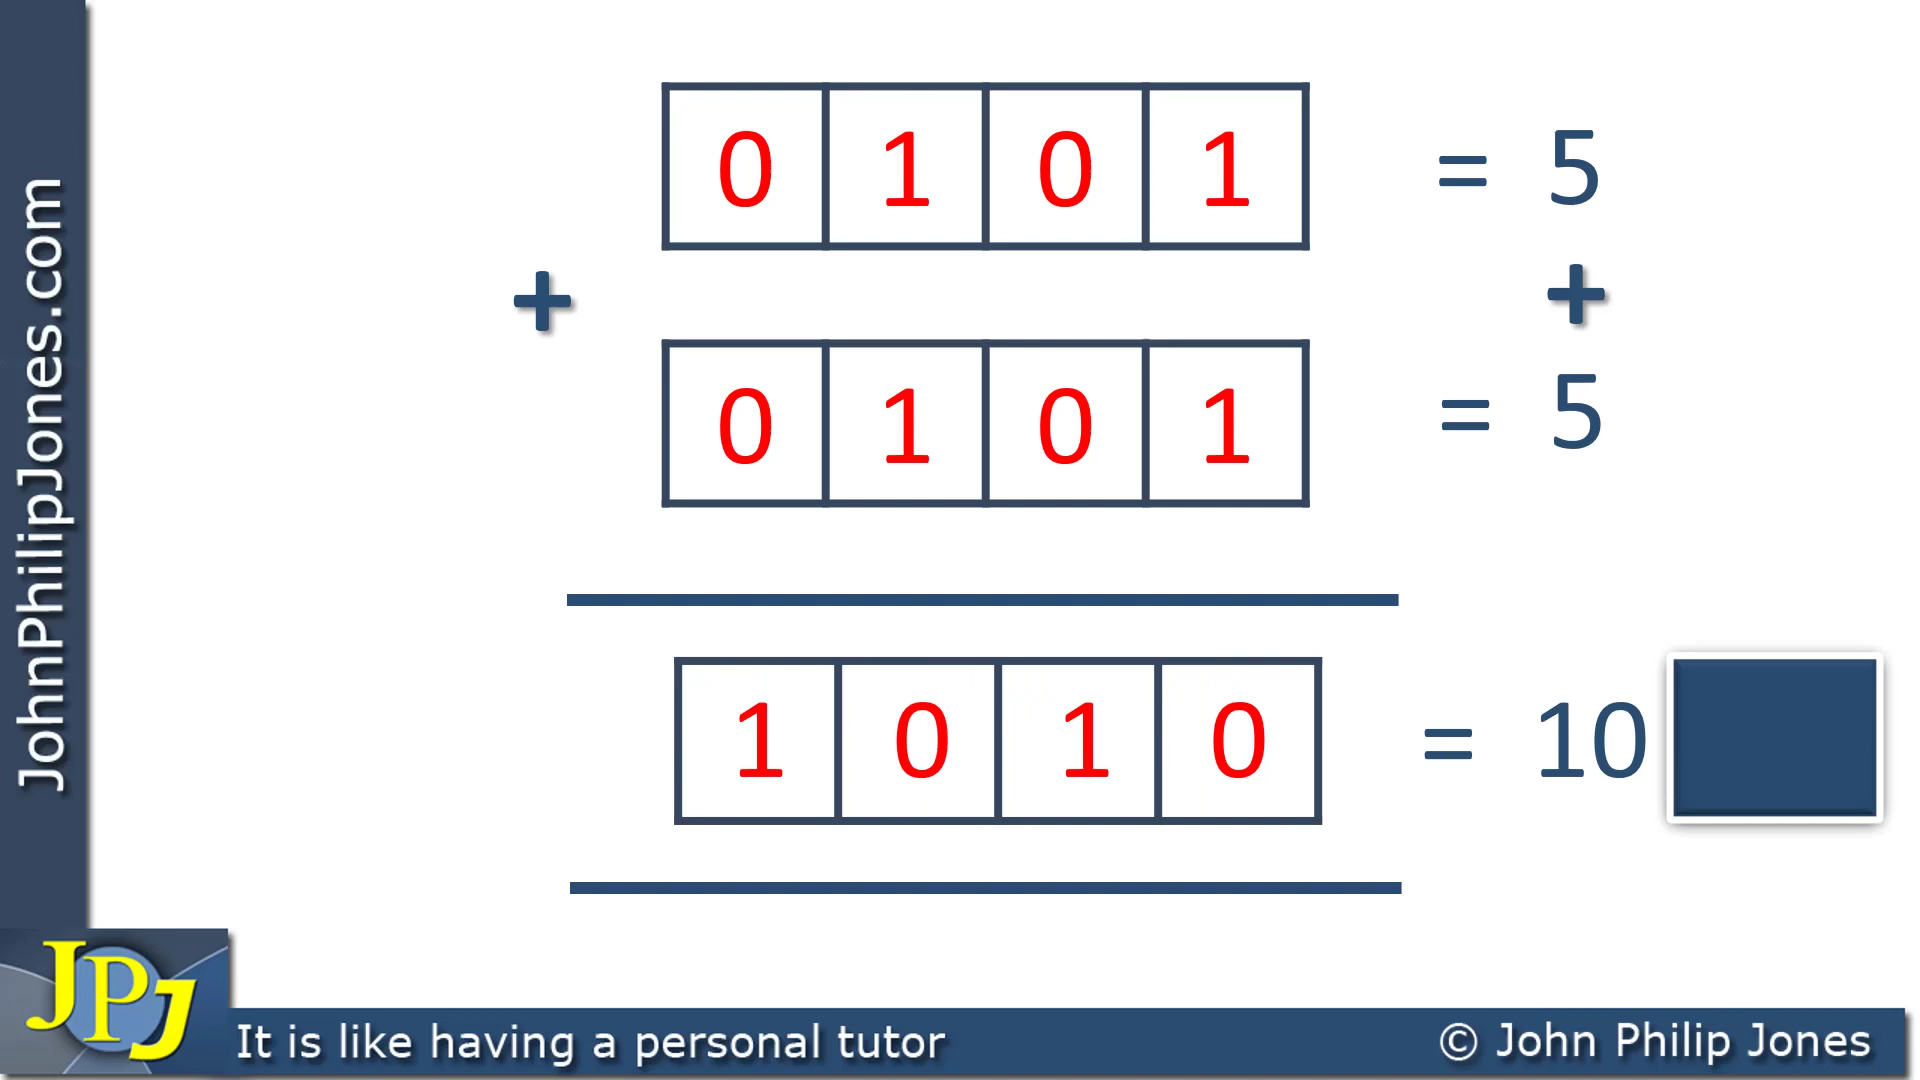 0 1 0 1 = 5
+ +
0 1 0 1 = 5
1 0 1 0 = 10
JohnPhilipJones.com
JPJ
It is like having a personal tutor
© John Philip Jones